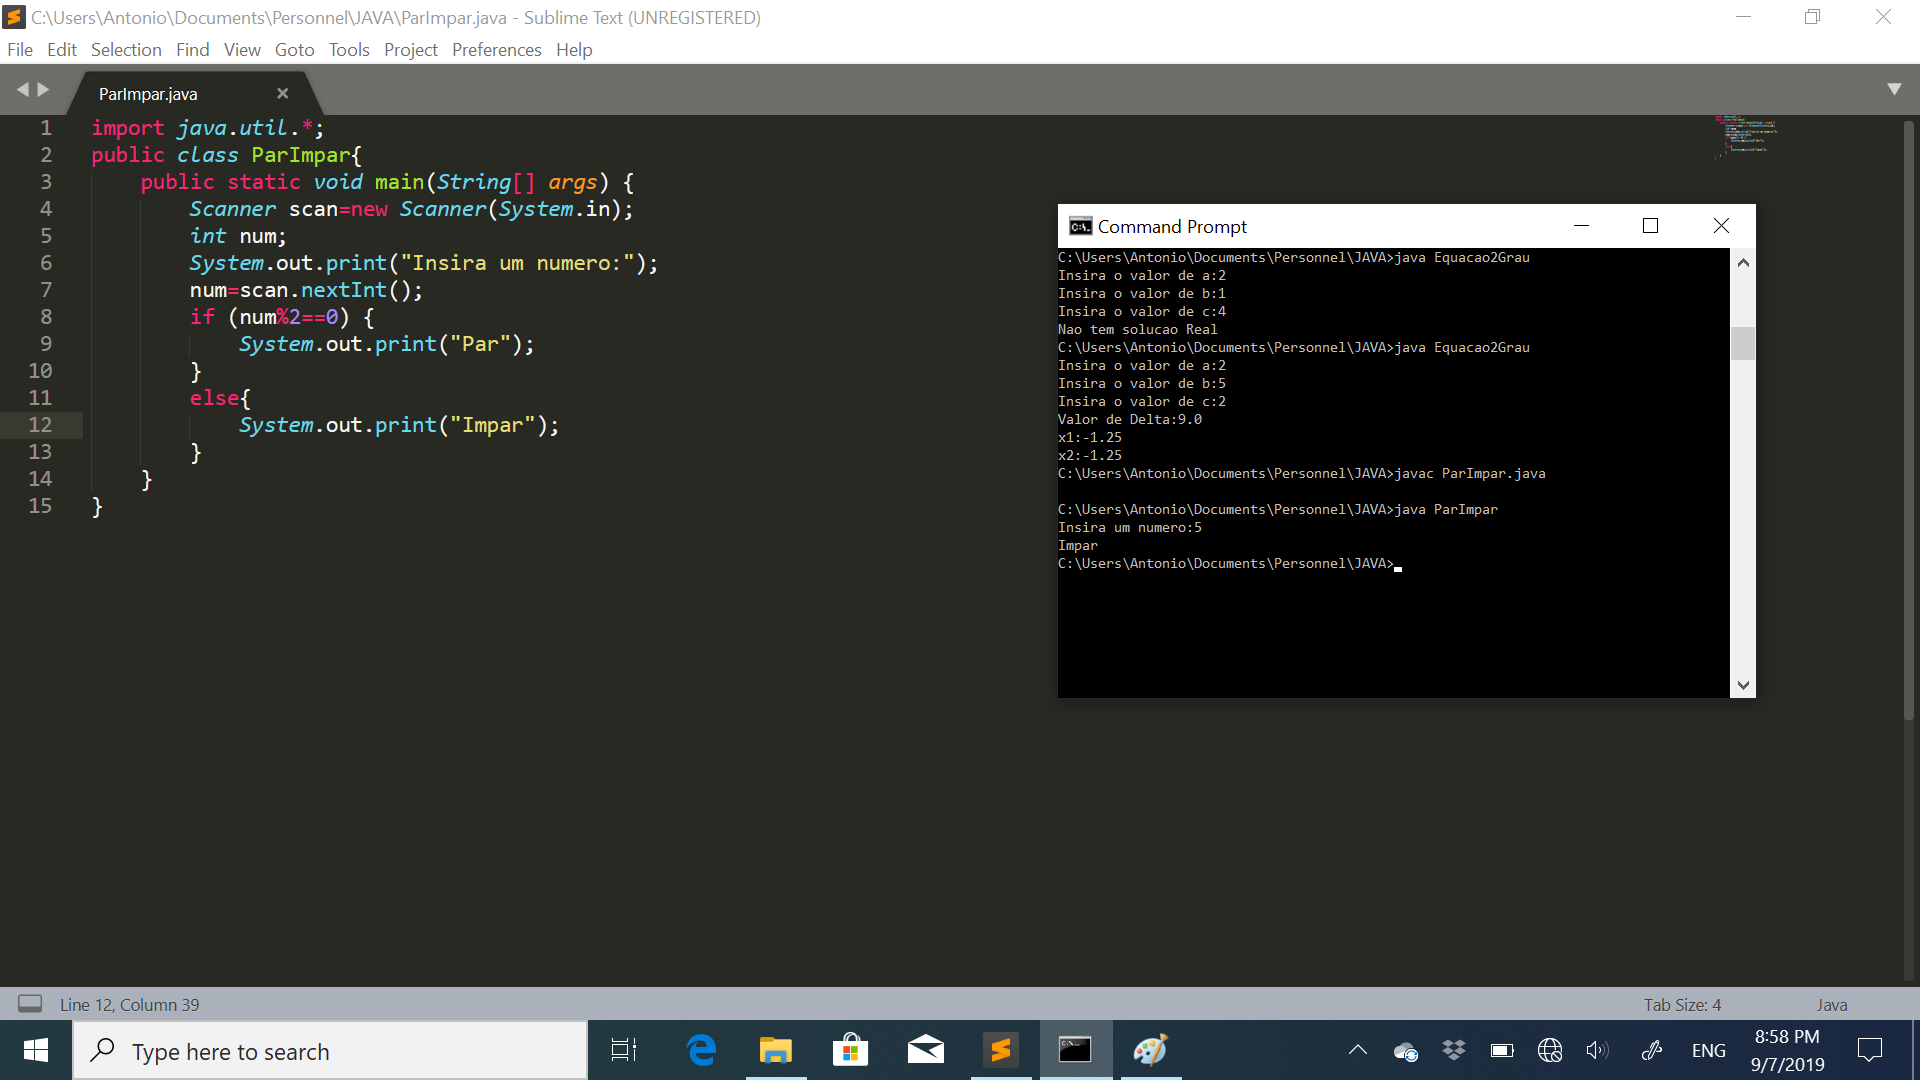 C:\Users\Antonio\Documents\Personnel\JAVA\ParImpar.java - Sublime Text (UNREGISTERED)
File Edit Selection Find View Goto Tools Project Preferences Help
ParImpar.java
1 import java.util.*;
2 public class ParImpar{
3 public static void main(String[] args) {
4 Scanner scan=new Scanner(System.in);
5 int num;
6 System.out.print("Insira um numero:");
7 num=scan.nextInt();
8 if (num%2==0) {
9 System.out.print("Par");
10 }
11 else{
12 System.out.print("Impar");
13 }
14 }
15 }
Command Prompt
C:\Users\Antonio\Documents\Personnel\JAVA>java Equacao2Grau
Insira o valor de a:2
Insira o valor de b:1
Insira o valor de c:4
Nao tem solucao Real
C:\Users\Antonio\Documents\Personnel\JAVA>java Equacao2Grau
Insira o valor de a:2
Insira o valor de b:5
Insira o valor de c:2
Valor de Delta:9.0
x1:-1.25
x2:-1.25
C:\Users\Antonio\Documents\Personnel\JAVA>javac ParImpar.java
C:\Users\Antonio\Documents\Personnel\JAVA>java ParImpar
Insira um numero:5
Impar
C:\Users\Antonio\Documents\Personnel\JAVA>
Line 12, Column 39
Tab Size: 4
Java
Type here to search
ENG
8:58 PM
9/7/2019